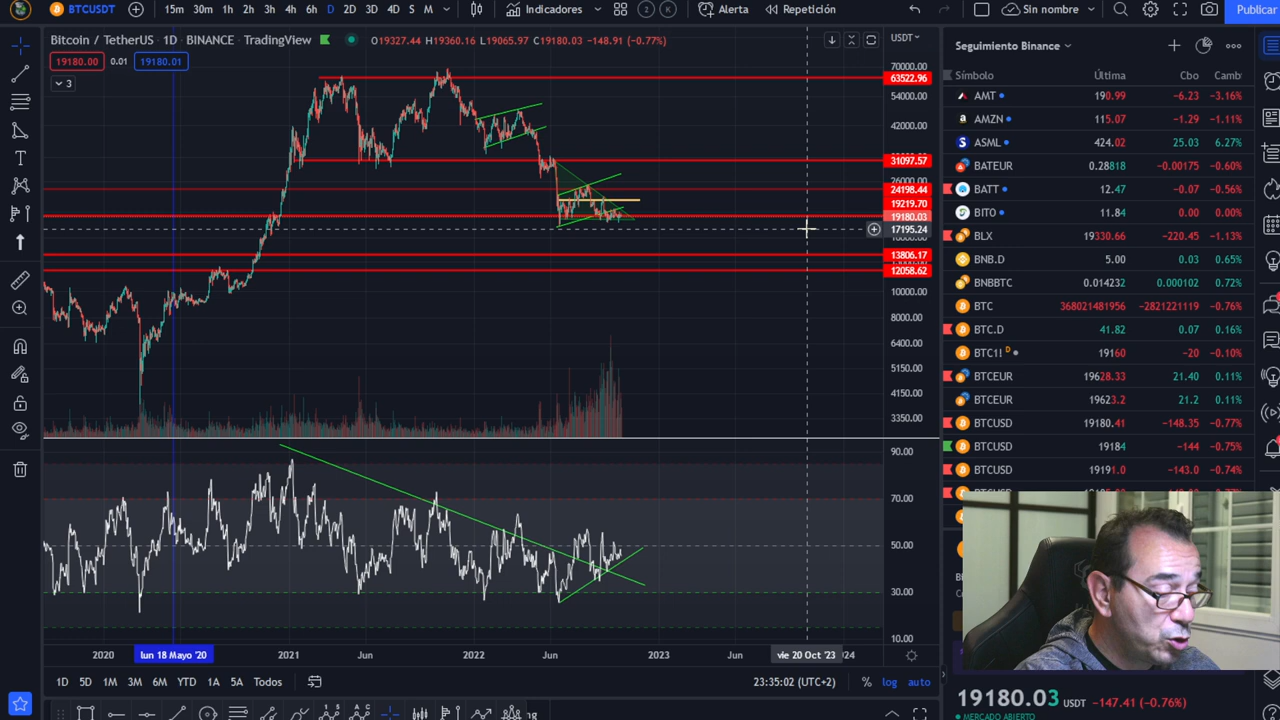 BTCUSDT 15m 30m 1h 2h 3h 4h 6h D 2D 3D 4D S M Indicadores 2 K Alerta Repetición Sin nombre Publicar
Bitcoin / TetherUS · 1D · BINANCE · TradingView O19327.44 H19360.16 L19065.97 C19180.03 -148.91 (-0.77%) USDT
19180.00 0.01 19180.01
3
70000.00
63522.96
54000.00
42000.00
31097.57
26000.00
24198.44
19219.70
19180.03
17195.24
13806.17
12058.62
10000.00
8000.00
6400.00
5150.00
4150.00
3350.00
90.00
70.00
50.00
30.00
10.00
2020 lun 18 Mayo '20 2021 Jun 2022 Jun 2023 Jun vie 20 Oct '23 24
1D 5D 1M 3M 6M YTD 1A 5A Todos 23:35:02 (UTC+2) % log auto
Seguimiento Binance
Símbolo Última Cbo Camb
AMT 190.99 -6.23 -3.16%
AMZN 115.07 -1.29 -1.11%
ASML 424.02 25.03 6.27%
BATEUR 0.28818 -0.00175 -0.60%
BATT 12.47 -0.07 -0.56%
BITO 11.84 0.00 0.00%
BLX 19330.66 -220.45 -1.13%
BNB.D 5.00 0.03 0.65%
BNBBTC 0.014232 0.000102 0.72%
BTC 368021481956 -2821221119 -0.76%
BTC.D 41.82 0.07 0.16%
BTC1! D 19160 -20 -0.10%
BTCEUR 19628.33 21.40 0.11%
BTCEUR 19623.2 21.2 0.11%
BTCUSD 19180.41 -148.35 -0.77%
BTCUSD 19184 -144 -0.75%
BTCUSD 19191.0 -143.0 -0.74%
19180.03 USDT -147.41 (-0.76%)
MERCADO ABIERTO